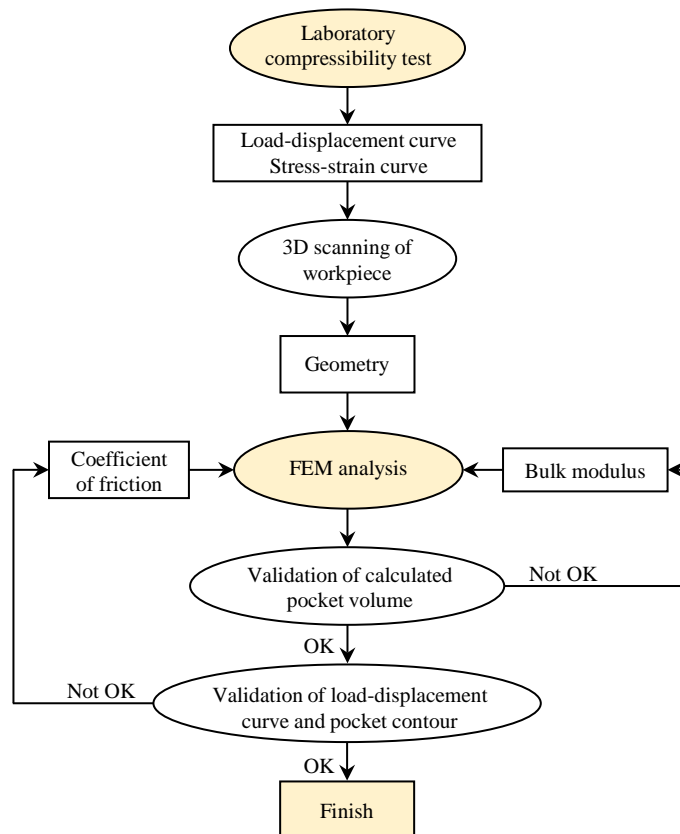 Laboratory
compressibility test
Load-displacement curve
Stress-strain curve
3D scanning of
workpiece
Geometry
Coefficient
of friction
FEM analysis
Bulk modulus
Validation of calculated
pocket volume
Not OK
OK
Not OK
Validation of load-displacement
curve and pocket contour
OK
Finish